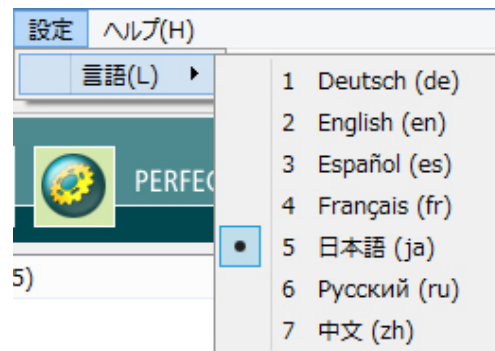 設定 ヘルプ(H)
言語(L)
1 Deutsch (de)
2 English (en)
3 Español (es)
4 Français (fr)
5 日本語 (ja)
6 Русский (ru)
7 中文 (zh)
5)